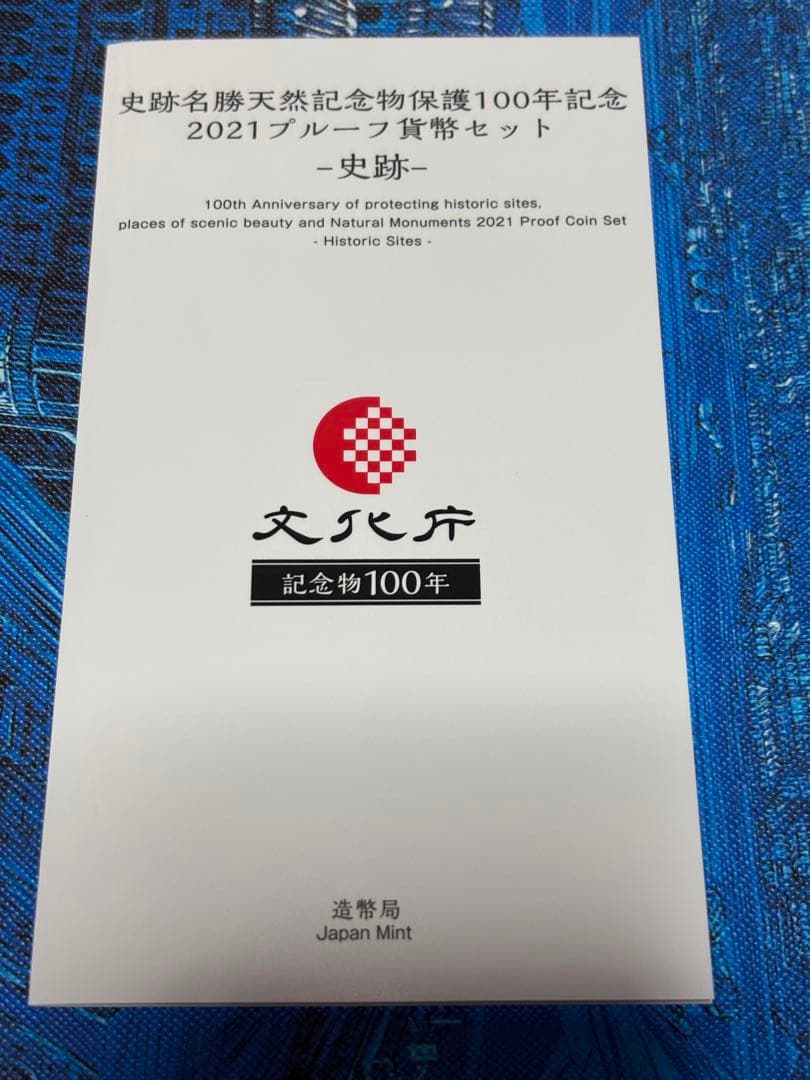 史跡名勝天然記念物保護100年記念
2021プルーフ貨幣セット
–史跡–
100th Anniversary of protecting historic sites,
places of scenic beauty and Natural Monuments 2021 Proof Coin Set
- Historic Sites -
文化庁
記念物100年
造幣局
Japan Mint